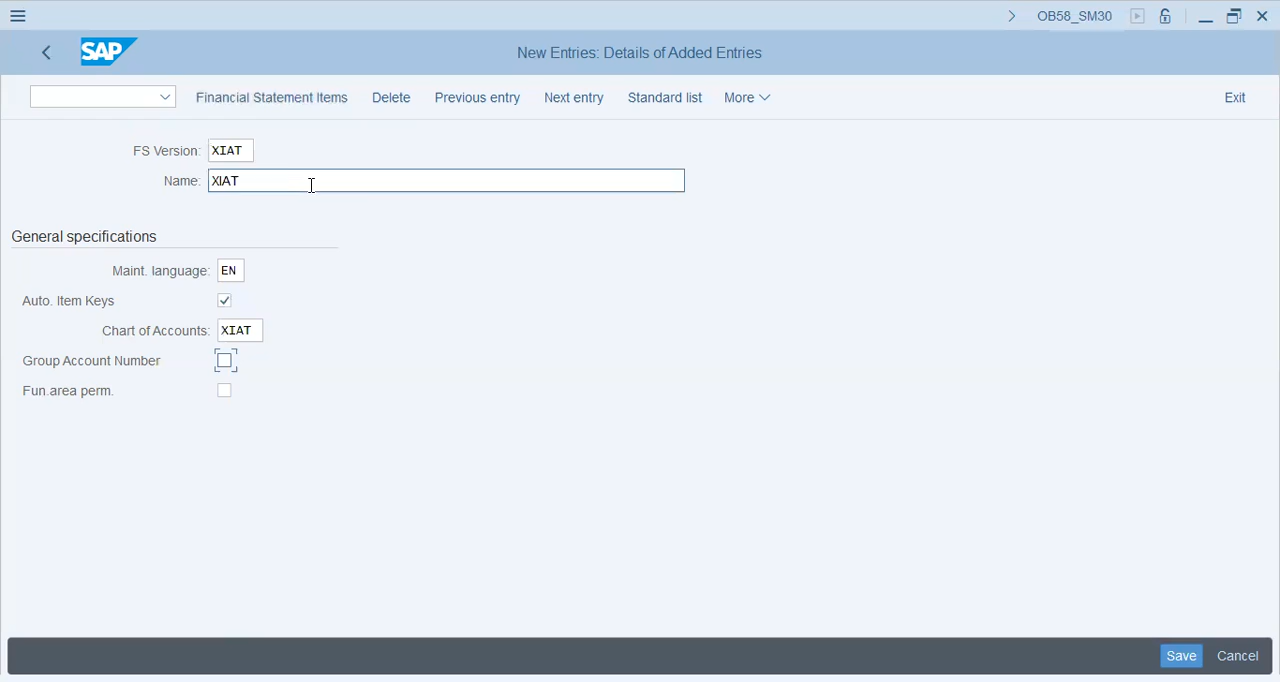 OB58_SM30
SAP New Entries: Details of Added Entries
Financial Statement Items Delete Previous entry Next entry Standard list More Exit
FS Version: XIAT
Name: XIAT
General specifications
Maint. language: EN
Auto. Item Keys
Chart of Accounts: XIAT
Group Account Number
Fun.area perm.
Save Cancel